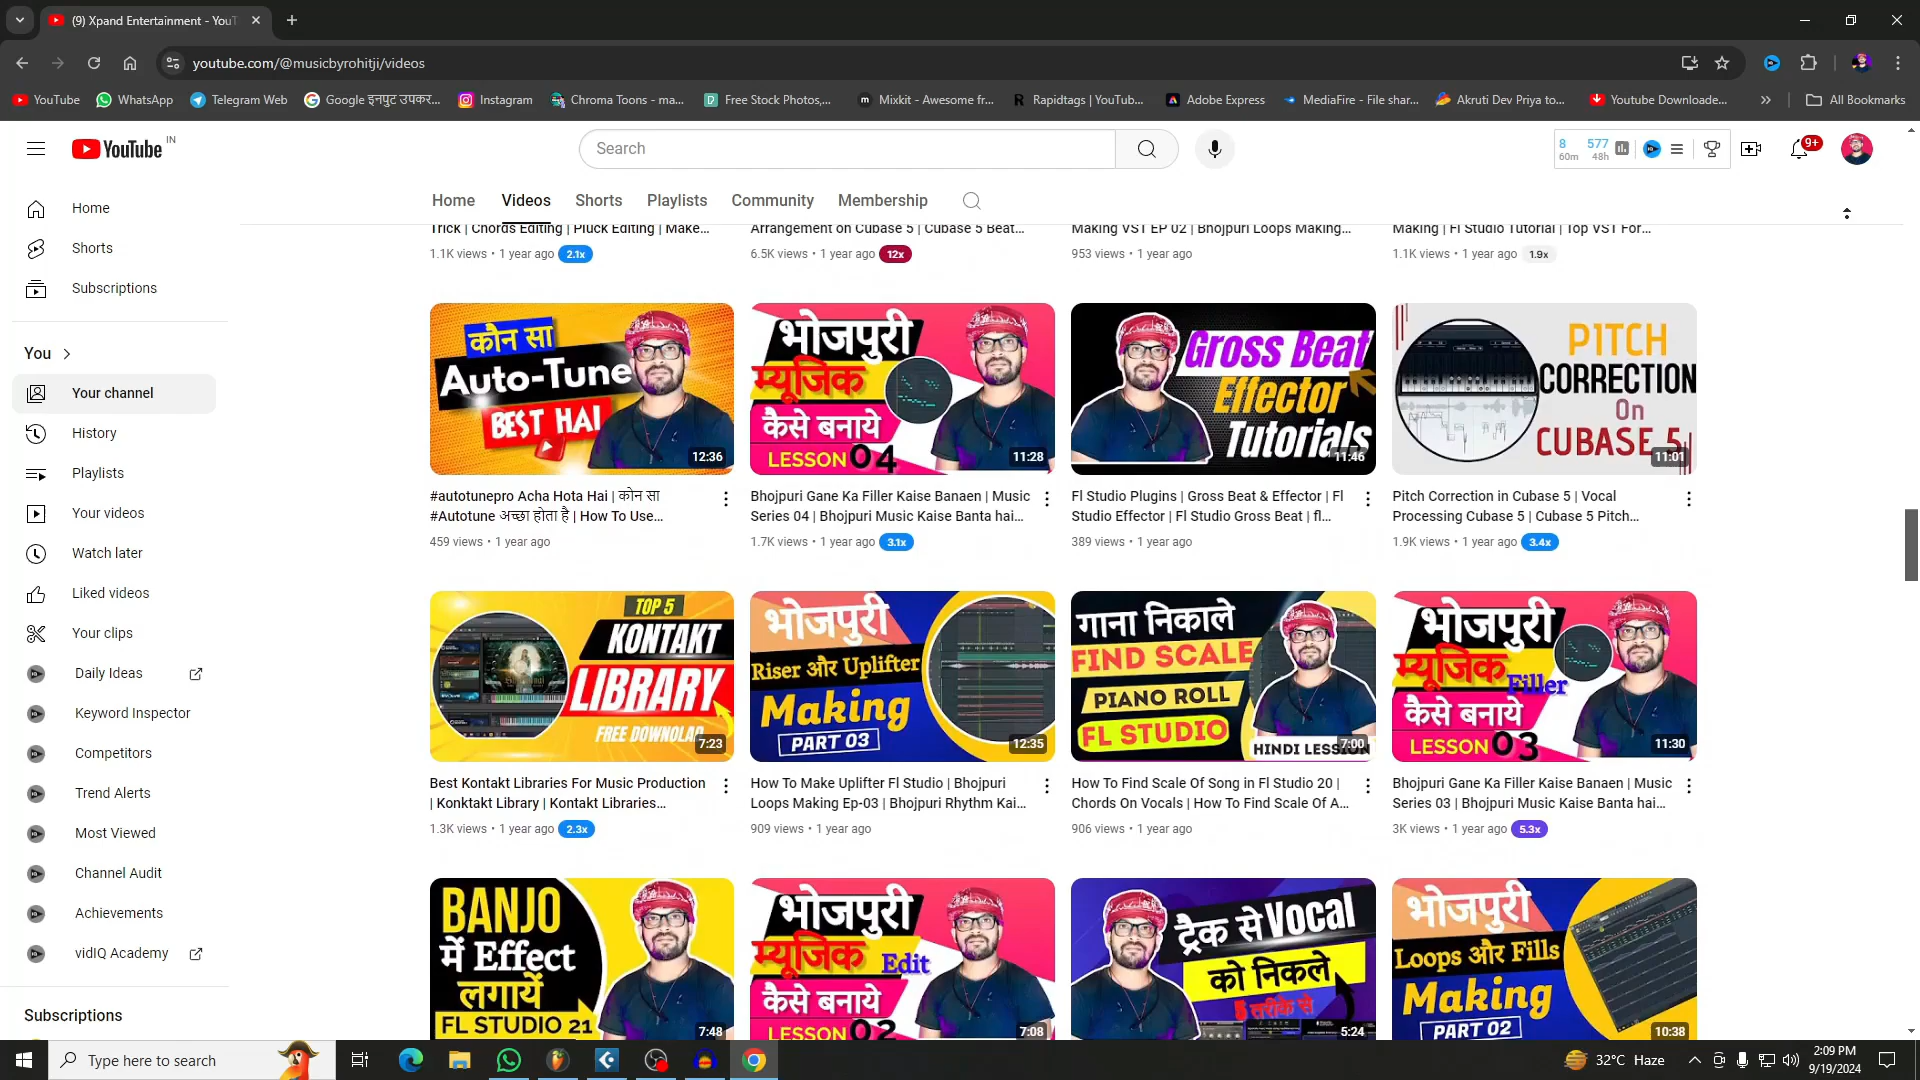 (9) Xpand Entertainment - YouT
youtube.com/@musicbyrohitji/videos
YouTube
WhatsApp
Telegram Web
Google इनपुट उपकर...
Instagram
Chroma Toons - ma...
Free Stock Photos,...
Mixkit - Awesome fr...
Rapidtags | YouTub...
Adobe Express
MediaFire - File shar...
Akruti Dev Priya to...
Youtube Downloade...
All Bookmarks
YouTube IN
Search
8 577
60m 48h
9+
Home
Videos
Shorts
Playlists
Community
Membership
Home
Shorts
Subscriptions
You
Your channel
History
Playlists
Your videos
Watch later
Liked videos
Your clips
Daily Ideas
Keyword Inspector
Competitors
Trend Alerts
Most Viewed
Channel Audit
Achievements
vidIQ Academy
Subscriptions
Trick | Chords Editing | Pluck Editing | Make...
1.1K views • 1 year ago 2.1x
Arrangement on Cubase 5 | Cubase 5 Beat...
6.5K views • 1 year ago 12x
Making VST EP 02 | Bhojpuri Loops Making...
953 views • 1 year ago
Making | Fl Studio Tutorial | Top VST For...
1.1K views • 1 year ago 1.9x
कौन सा
Auto-Tune
BEST HAI
12:36
#autotunepro Acha Hota Hai | कोन सा
#Autotune अच्छा होता है | How To Use...
459 views • 1 year ago
भोजपुरी
म्यूजिक
कैसे बनाये
LESSON 04
11:28
Bhojpuri Gane Ka Filler Kaise Banaen | Music
Series 04 | Bhojpuri Music Kaise Banta hai...
1.7K views • 1 year ago 3.1x
Gross Beat
Effector
Tutorials
11:46
Fl Studio Plugins | Gross Beat & Effector | Fl
Studio Effector | Fl Studio Gross Beat | fl...
389 views • 1 year ago
PITCH
CORRECTION
On
CUBASE 5
11:01
Pitch Correction in Cubase 5 | Vocal
Processing Cubase 5 | Cubase 5 Pitch...
1.9K views • 1 year ago 3.4x
TOP 5
KONTAKT
LIBRARY
FREE DOWNOLAD
7:23
Best Kontakt Libraries For Music Production
| Konktakt Library | Kontakt Libraries...
1.3K views • 1 year ago 2.3x
भोजपुरी
Riser और Uplifter
Making
PART 03
12:35
How To Make Uplifter Fl Studio | Bhojpuri
Loops Making Ep-03 | Bhojpuri Rhythm Kai...
909 views • 1 year ago
गाना निकाले
FIND SCALE
PIANO ROLL
FL STUDIO
HINDI LESSION
7:00
How To Find Scale Of Song in Fl Studio 20 |
Chords On Vocals | How To Find Scale Of A...
906 views • 1 year ago
भोजपुरी
म्यूजिक Filler
कैसे बनाये
LESSON 03
11:30
Bhojpuri Gane Ka Filler Kaise Banaen | Music
Series 03 | Bhojpuri Music Kaise Banta hai...
3K views • 1 year ago 5.3x
BANJO
में Effect
लगायें
FL STUDIO 21
7:48
भोजपुरी
म्यूजिक Edit
कैसे बनाये
LESSON 02
7:08
ट्रैक से Vocal
को निकले
5 तरीके से
5:24
भोजपुरी
Loops और Fills
Making
PART 02
10:38
Type here to search
32°C Haze
2:09 PM
9/19/2024